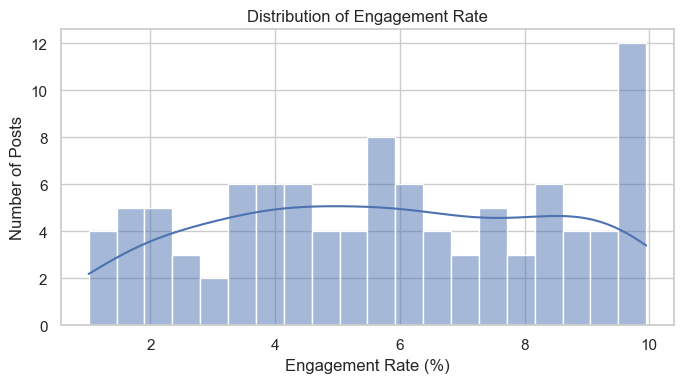 Distribution of Engagement Rate
Number of Posts
12
10
8
6
4
2
0
2 4 6 8 10
Engagement Rate (%)